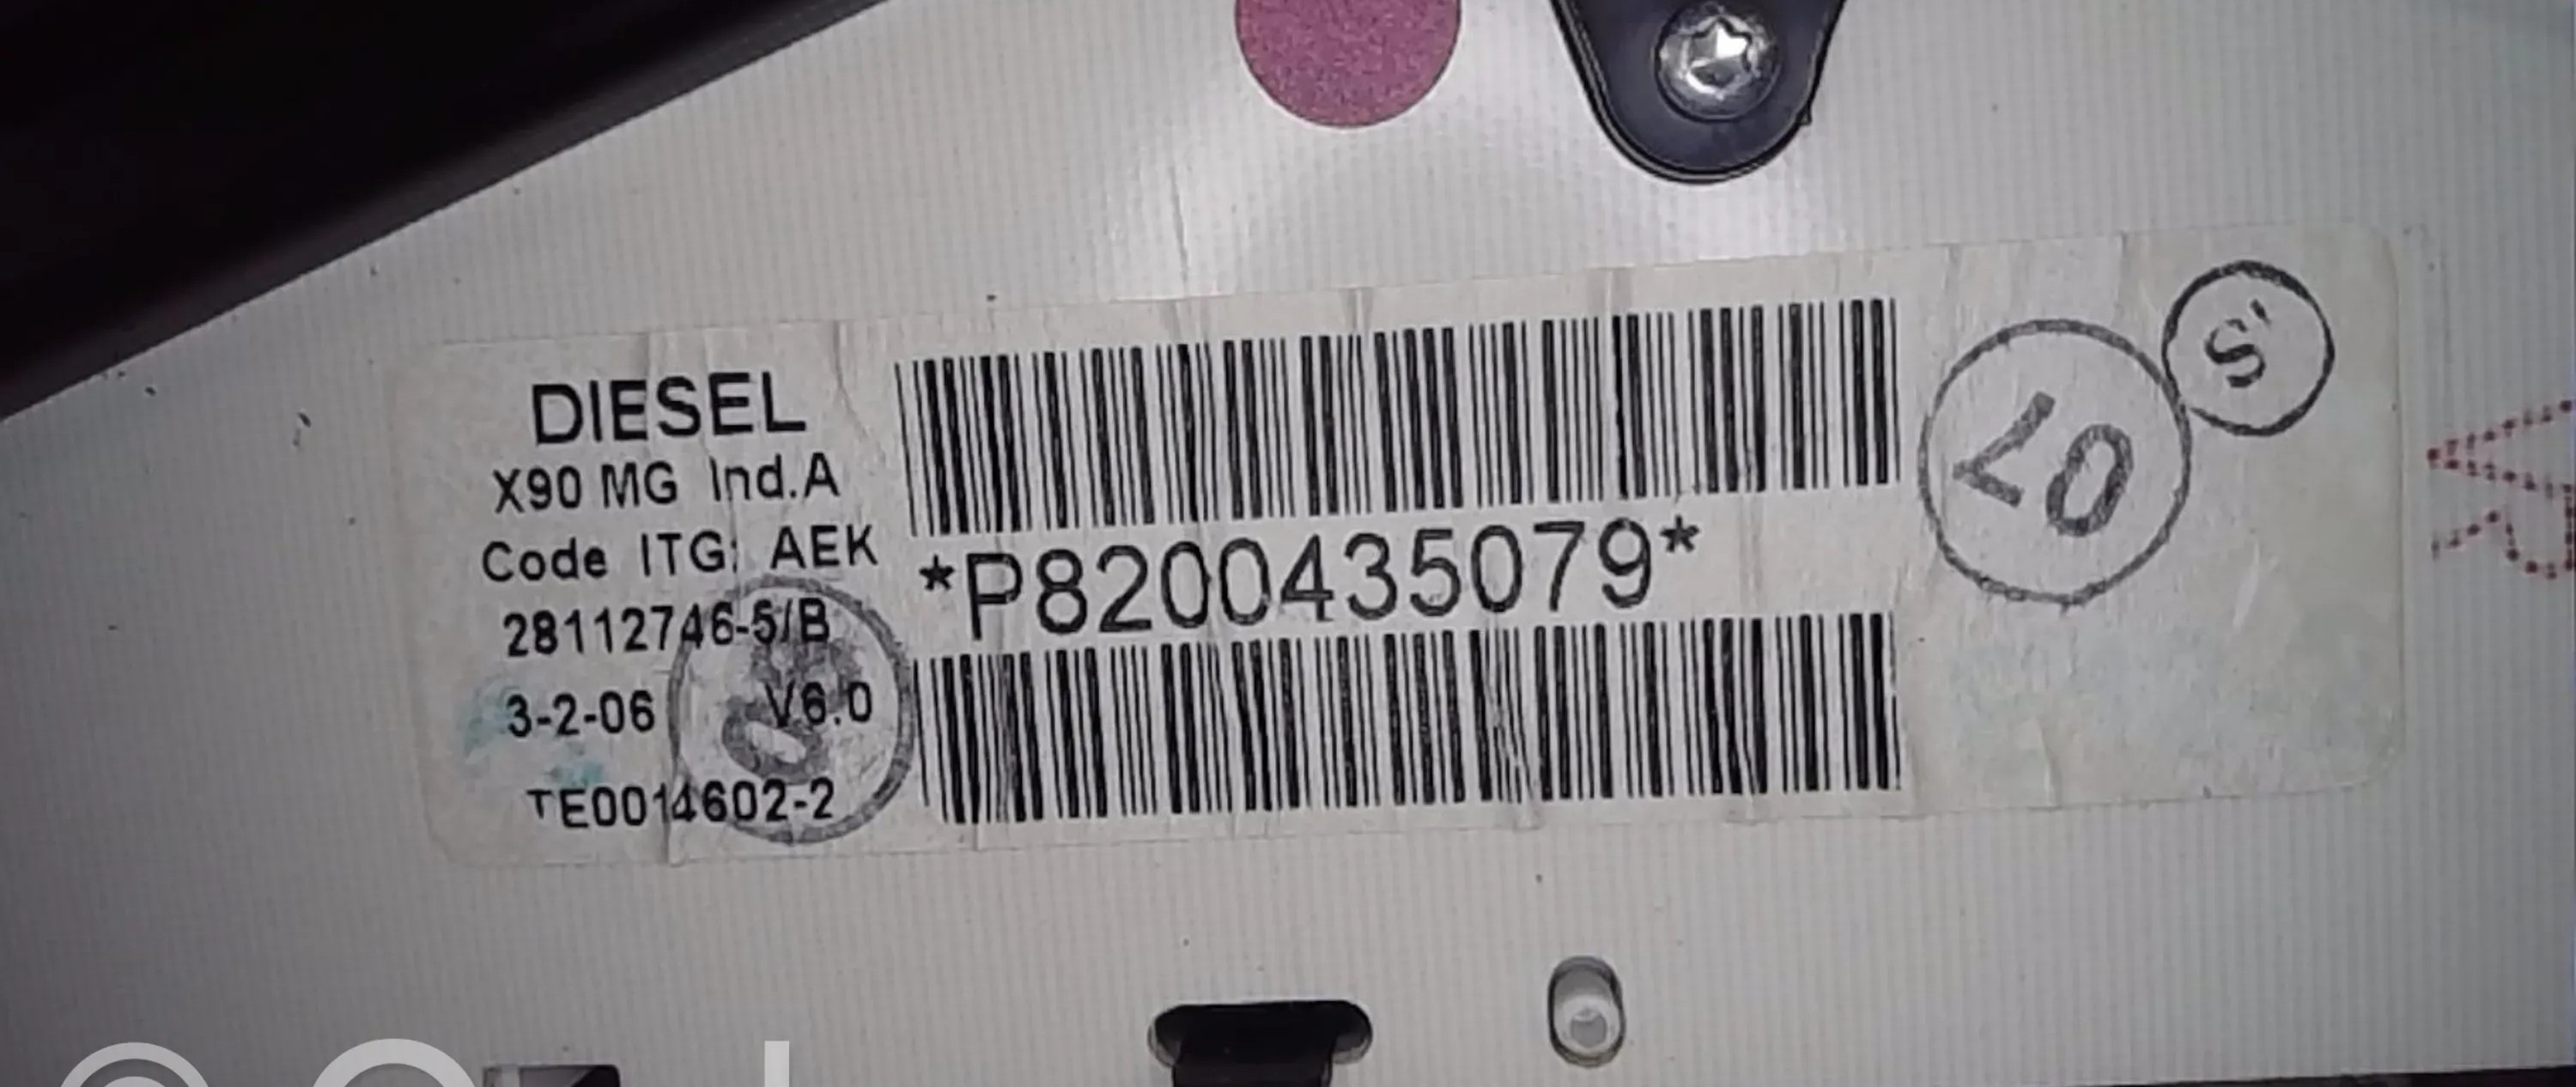 DIESEL
X90 MG Ind.A
Code ITG: AEK
28112746-5/B
3-2-06 V6.0
TE0014602-2
*P8200435079*
07
S